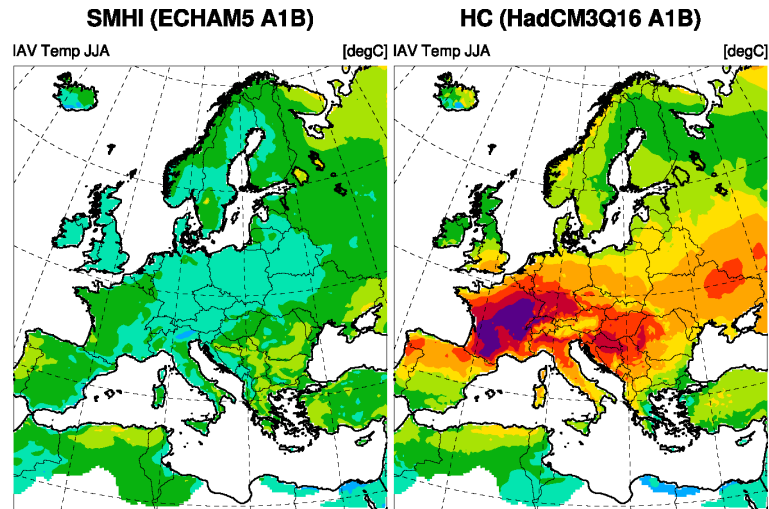 SMHI (ECHAM5 A1B)
IAV Temp JJA [degC]
HC (HadCM3Q16 A1B)
IAV Temp JJA [degC]